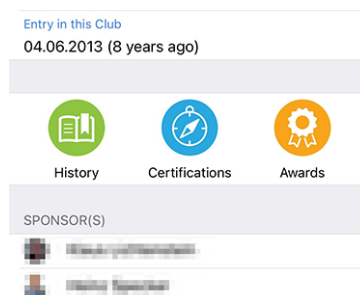 Entry in this Club
04.06.2013 (8 years ago)
History Certifications Awards
SPONSOR(S)